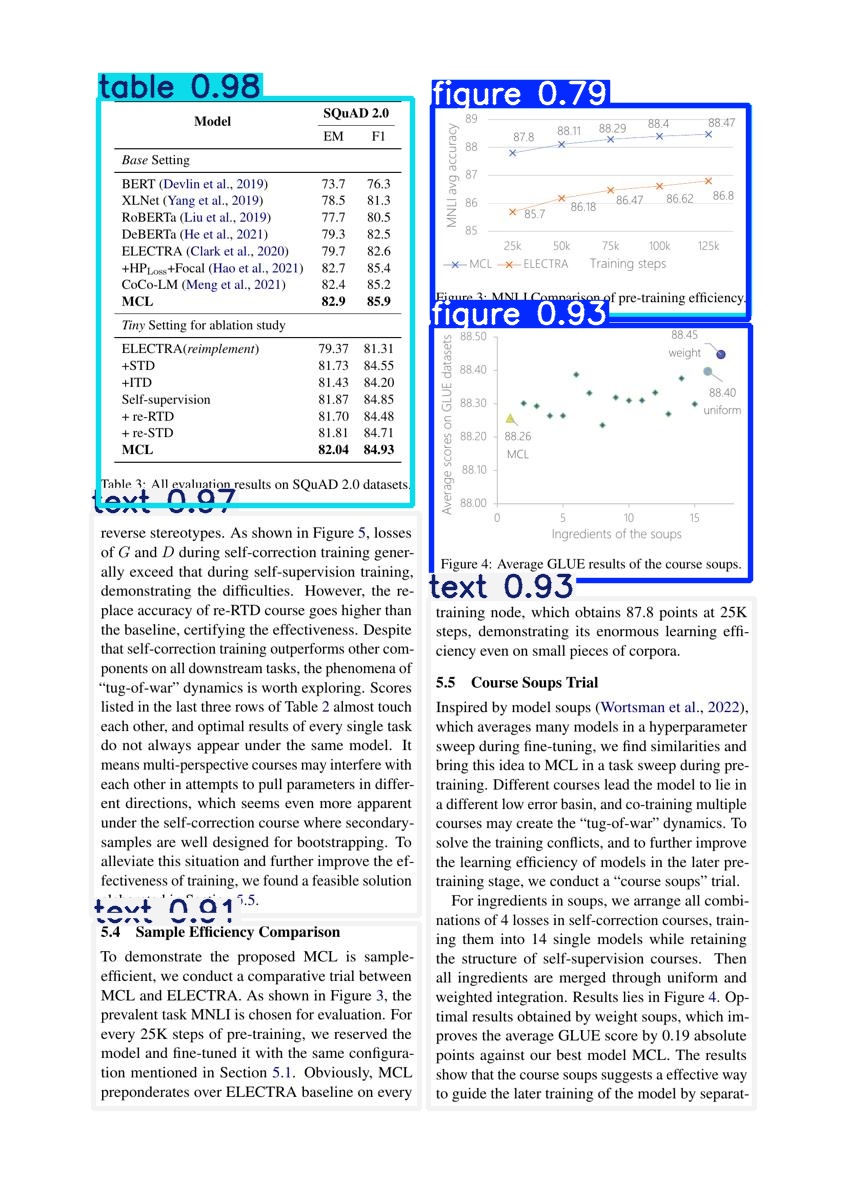 table 0.98
Model SQuAD 2.0
EM F1
Base Setting
BERT (Devlin et al., 2019) 73.7 76.3
XLNet (Yang et al., 2019) 78.5 81.3
RoBERTa (Liu et al., 2019) 77.7 80.5
DeBERTa (He et al., 2021) 79.3 82.5
ELECTRA (Clark et al., 2020) 79.7 82.6
+HPLoss+Focal (Hao et al., 2021) 82.7 85.4
CoCo-LM (Meng et al., 2021) 82.4 85.2
MCL 82.9 85.9
Tiny Setting for ablation study
ELECTRA(reimplement) 79.37 81.31
+STD 81.73 84.55
+ITD 81.43 84.20
Self-supervision 81.87 84.85
+ re-RTD 81.70 84.48
+ re-STD 81.81 84.71
MCL 82.04 84.93
Table 3: All evaluation results on SQuAD 2.0 datasets.
text 0.97
reverse stereotypes. As shown in Figure 5, losses
of G and D during self-correction training gener-
ally exceed that during self-supervision training,
demonstrating the difficulties. However, the re-
place accuracy of re-RTD course goes higher than
the baseline, certifying the effectiveness. Despite
that self-correction training outperforms other com-
ponents on all downstream tasks, the phenomena of
“tug-of-war” dynamics is worth exploring. Scores
listed in the last three rows of Table 2 almost touch
each other, and optimal results of every single task
do not always appear under the same model. It
means multi-perspective courses may interfere with
each other in attempts to pull parameters in differ-
ent directions, which seems even more apparent
under the self-correction course where secondary-
samples are well designed for bootstrapping. To
alleviate this situation and further improve the ef-
fectiveness of training, we found a feasible solution
5.5.
text 0.91
5.4 Sample Efficiency Comparison
To demonstrate the proposed MCL is sample-
efficient, we conduct a comparative trial between
MCL and ELECTRA. As shown in Figure 3, the
prevalent task MNLI is chosen for evaluation. For
every 25K steps of pre-training, we reserved the
model and fine-tuned it with the same configura-
tion mentioned in Section 5.1. Obviously, MCL
preponderates over ELECTRA baseline on every
figure 0.79
MNLI avg accuracy
89
88
87
86
85
87.8 88.11 88.29 88.4 88.47
85.7 86.18 86.47 86.62 86.8
25k 50k 75k 100k 125k
MCL ELECTRA Training steps
Figure 3: MNLI Comparison of pre-training efficiency.
figure 0.93
Average scores on GLUE datasets
88.50
88.40
88.30
88.20
88.10
88.00
88.45
weight
88.40
uniform
88.26
MCL
0 5 10 15
Ingredients of the soups
Figure 4: Average GLUE results of the course soups.
text 0.93
training node, which obtains 87.8 points at 25K
steps, demonstrating its enormous learning effi-
ciency even on small pieces of corpora.
5.5 Course Soups Trial
Inspired by model soups (Wortsman et al., 2022),
which averages many models in a hyperparameter
sweep during fine-tuning, we find similarities and
bring this idea to MCL in a task sweep during pre-
training. Different courses lead the model to lie in
a different low error basin, and co-training multiple
courses may create the “tug-of-war” dynamics. To
solve the training conflicts, and to further improve
the learning efficiency of models in the later pre-
training stage, we conduct a “course soups” trial.
For ingredients in soups, we arrange all combi-
nations of 4 losses in self-correction courses, train-
ing them into 14 single models while retaining
the structure of self-supervision courses. Then
all ingredients are merged through uniform and
weighted integration. Results lies in Figure 4. Op-
timal results obtained by weight soups, which im-
proves the average GLUE score by 0.19 absolute
points against our best model MCL. The results
show that the course soups suggests a effective way
to guide the later training of the model by separat-